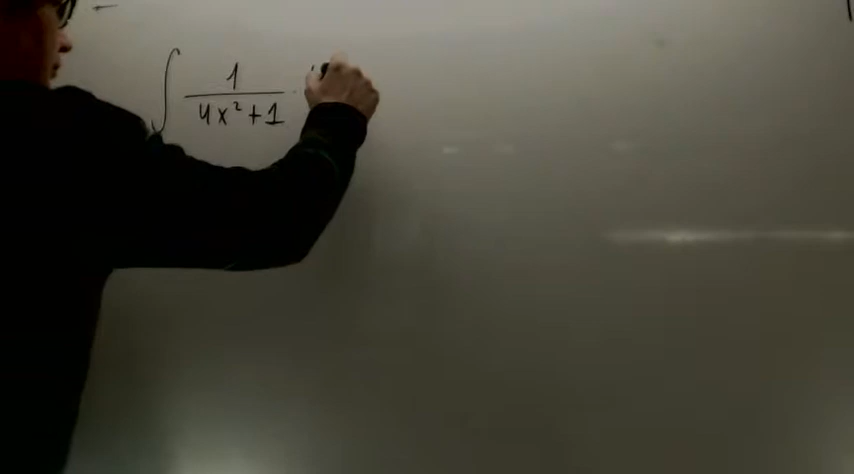 ∫ 1/(4x²+1)